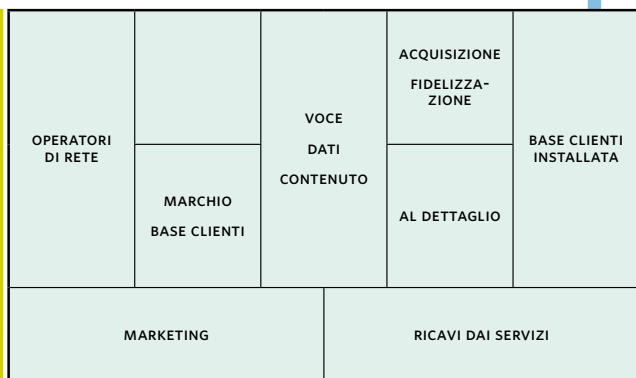 OPERATORI
DI RETE
MARCHIO
BASE CLIENTI
VOCE
DATI
CONTENUTO
ACQUISIZIONE
FIDELIZZA-
ZIONE
AL DETTAGLIO
BASE CLIENTI
INSTALLATA
MARKETING
RICAVI DAI SERVIZI